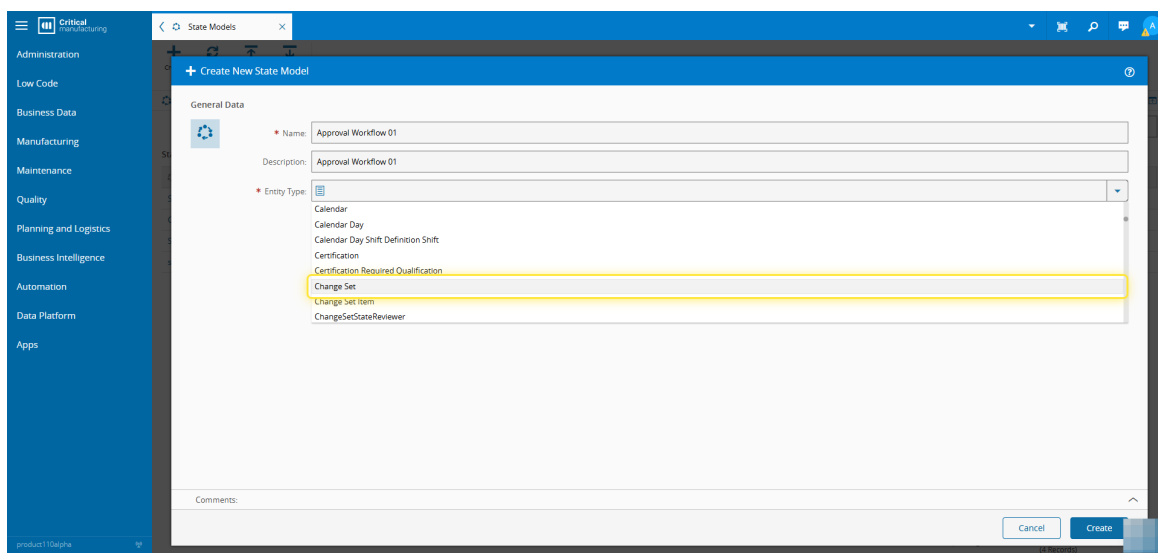 Critical
manufacturing
State Models
A
Administration
Low Code
Business Data
Manufacturing
Maintenance
Quality
Planning and Logistics
Business Intelligence
Automation
Data Platform
Apps
product110alpha
Create New State Model
General Data
* Name: Approval Workflow 01
Description: Approval Workflow 01
* Entity Type:
Calendar
Calendar Day
Calendar Day Shift Definition Shift
Certification
Certification Required Qualification
Change Set
Change Set Item
ChangeSetStateReviewer
Comments:
Cancel
Create
(4 Records)